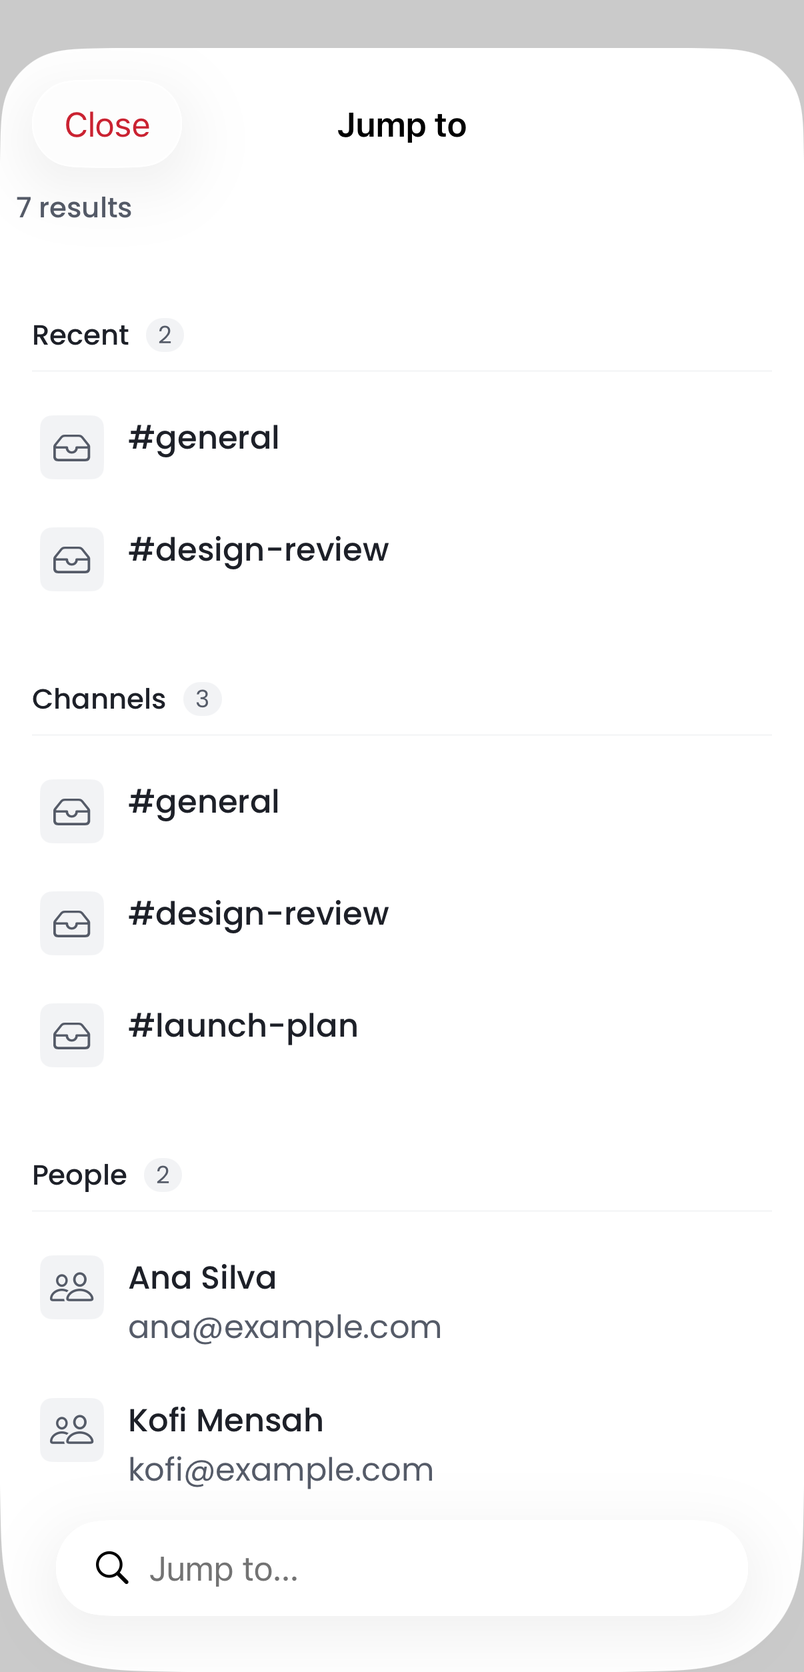 Close
Jump to
7 results
Recent 2
#general
#design-review
Channels 3
#general
#design-review
#launch-plan
People 2
Ana Silva
ana@example.com
Kofi Mensah
kofi@example.com
Jump to...